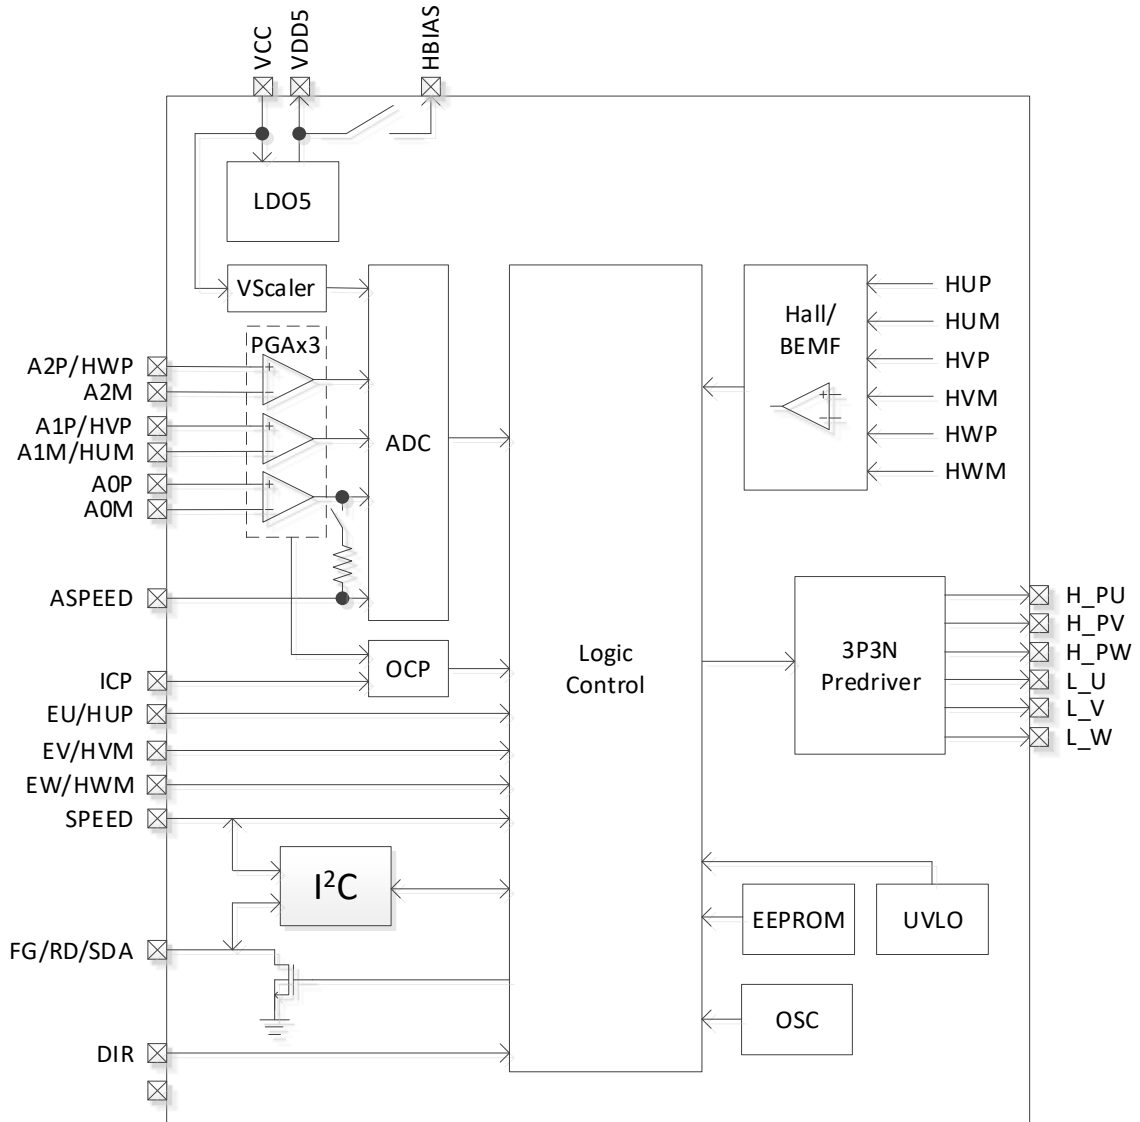 VCC
VDD5
HBIAS
LDO5
VScaler
PGAx3
ADC
A2P/HWP
A2M
A1P/HVP
A1M/HUM
A0P
A0M
ASPEED
OCP
ICP
EU/HUP
EV/HVM
EW/HWM
SPEED
I²C
FG/RD/SDA
DIR
Logic
Control
Hall/
BEMF
HUP
HUM
HVP
HVM
HWP
HWM
3P3N
Predriver
H_PU
H_PV
H_PW
L_U
L_V
L_W
EEPROM
UVLO
OSC